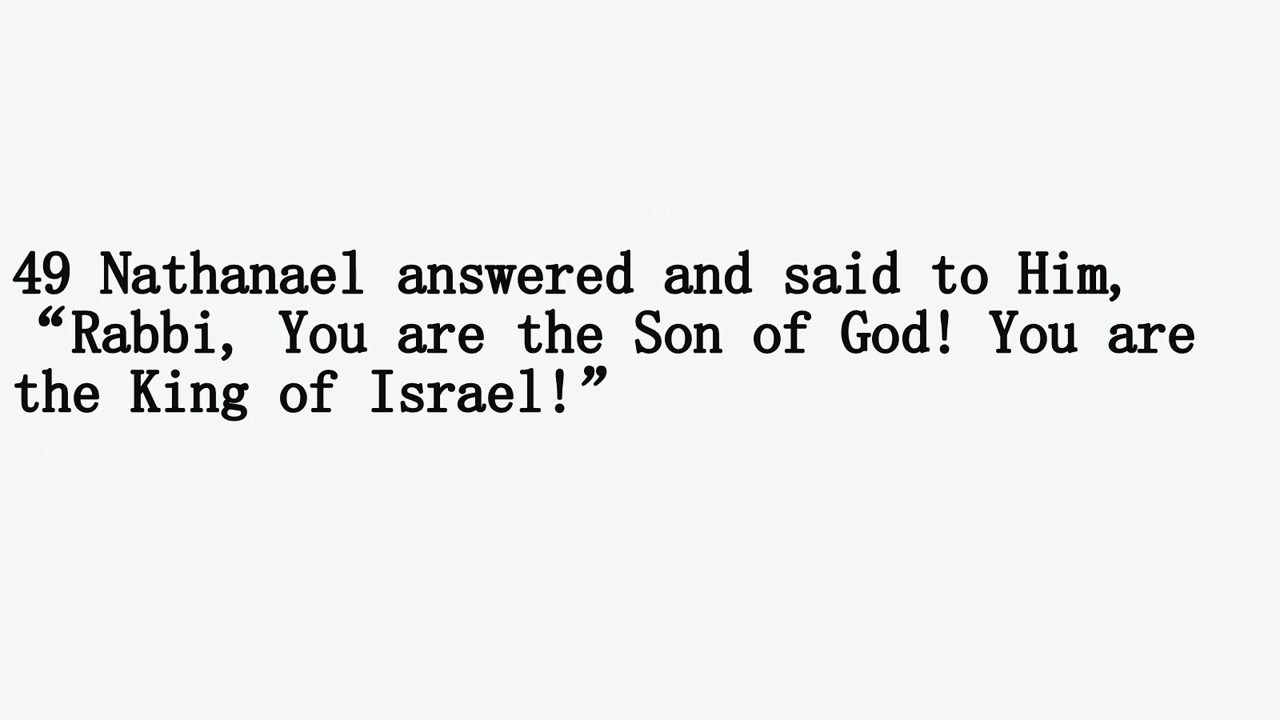 49 Nathanael answered and said to Him,
“Rabbi, You are the Son of God! You are
the King of Israel!”